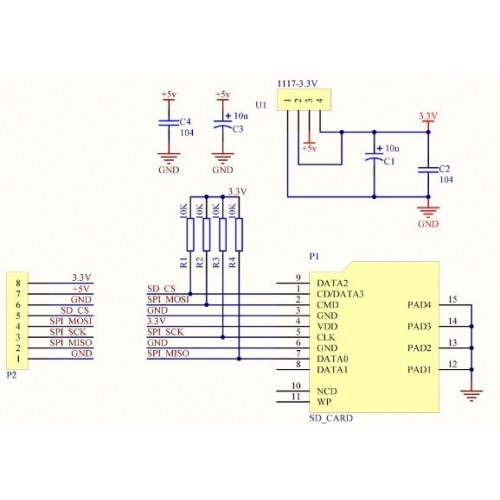 1117-3.3V
U1
1 2 3 4
+5v
+5v
+5v
3.3V
C4
104
10u
C3
10u
C1
C2
104
GND
GND
GND
3.3V
10K 10K 10K 10K
R1 R2 R3 R4
P1
8 3.3V
7 +5V
6 GND
5 SD_CS
4 SPI_MOSI
3 SPI_SCK
2 SPI_MISO
1 GND
P2
9 DATA2
SD_CS 1 CD/DATA3
SPI_MOSI 2 CMD
GND 3 GND
3.3V 4 VDD
SPI_SCK 5 CLK
GND 6 GND
SPI_MISO 7 DATA0
8 DATA1
10 NCD
11 WP
PAD4 15
PAD3 14
PAD2 13
PAD1 12
SD_CARD